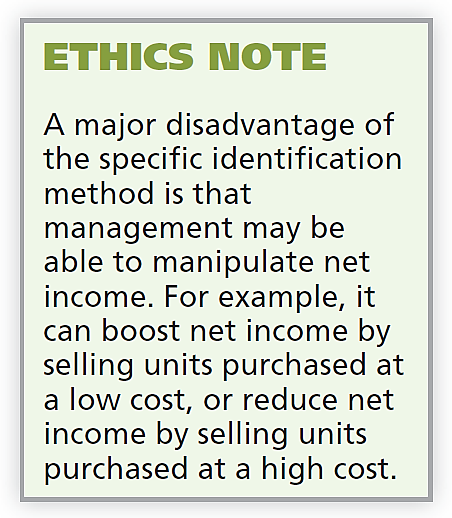 ETHICS NOTE
A major disadvantage of
the specific identification
method is that
management may be
able to manipulate net
income. For example, it
can boost net income by
selling units purchased at
a low cost, or reduce net
income by selling units
purchased at a high cost.